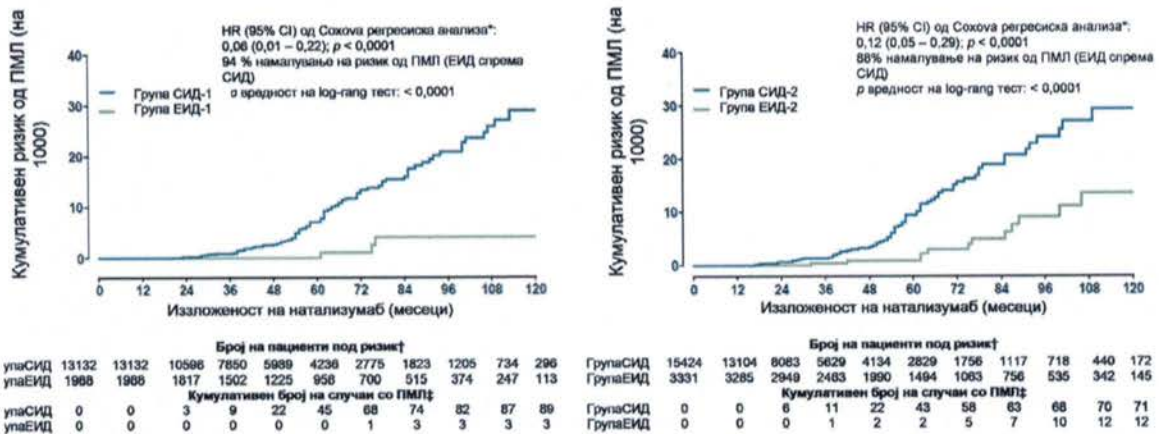 Кумулативен ризик од ПМЛ (на
1000)
HR (95% CI) од Coxova регресиска анализа*:
0,06 (0,01 – 0,22); p < 0,0001
94 % намалување на ризик од ПМЛ (ЕИД спрема
СИД)
p вредност на log-rang тест: < 0,0001
Група СИД-1
Група ЕИД-1
40
30
20
10
0
0 12 24 36 48 60 72 84 96 108 120
Иззложеност на натализумаб (месеци)
Број на пациенти под ризик†
упаСИД 13132 13132 10596 7850 5989 4236 2775 1823 1205 734 296
упаЕИД 1988 1988 1817 1502 1225 958 700 515 374 247 113
Кумулативен број на случаи со ПМЛ‡
упаСИД 0 0 3 9 22 45 68 74 82 87 89
упаЕИД 0 0 0 0 0 0 1 3 3 3 3
Кумулативен ризик од ПМЛ (на
1000)
HR (95% CI) од Coxova регресиска анализа*:
0,12 (0,05 – 0,29); p < 0,0001
88% намалување на ризик од ПМЛ (ЕИД спрема
СИД)
p вредност на log-rang тест: < 0,0001
Група СИД-2
Група ЕИД-2
40
30
20
10
0
0 12 24 36 48 60 72 84 96 108 120
Иззложеност на натализумаб (месеци)
Број на пациенти под ризик†
ГрупаСИД 15424 13104 8063 5629 4134 2829 1756 1117 718 440 172
ГрупаЕИД 3331 3285 2949 2483 1990 1494 1063 756 535 342 145
Кумулативен број на случаи со ПМЛ‡
ГрупаСИД 0 0 6 11 22 43 58 63 68 70 71
ГрупаЕИД 0 0 0 1 2 2 5 7 10 12 12